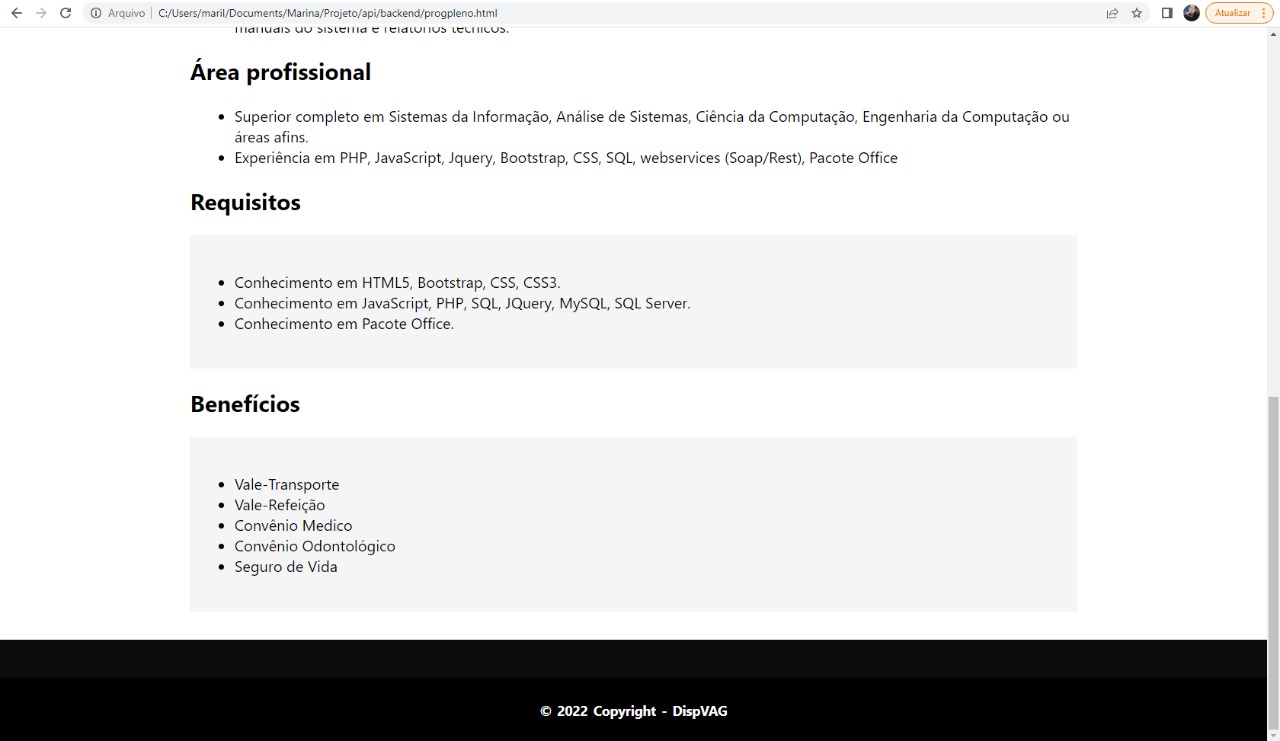 Arquivo
C:/Users/maril/Documents/Marina/Projeto/api/backend/progpleno.html
Atualizar
manuais do sistema e relatórios técnicos.
Área profissional
Superior completo em Sistemas da Informação, Análise de Sistemas, Ciência da Computação, Engenharia da Computação ou
áreas afins.
Experiência em PHP, JavaScript, Jquery, Bootstrap, CSS, SQL, webservices (Soap/Rest), Pacote Office
Requisitos
Conhecimento em HTML5, Bootstrap, CSS, CSS3.
Conhecimento em JavaScript, PHP, SQL, JQuery, MySQL, SQL Server.
Conhecimento em Pacote Office.
Benefícios
Vale-Transporte
Vale-Refeição
Convênio Medico
Convênio Odontológico
Seguro de Vida
© 2022 Copyright - DispVAG